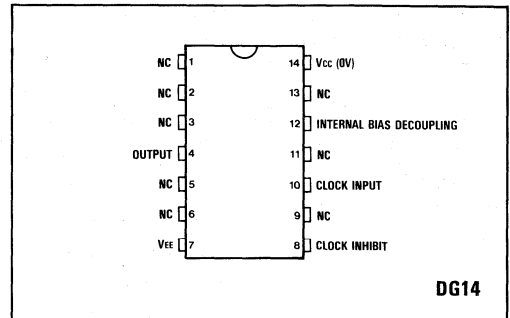 NC 1 14 Vcc (0V)
NC 2 13 NC
NC 3 12 INTERNAL BIAS DECOUPLING
OUTPUT 4 11 NC
NC 5 10 CLOCK INPUT
NC 6 9 NC
VEE 7 8 CLOCK INHIBIT
DG14